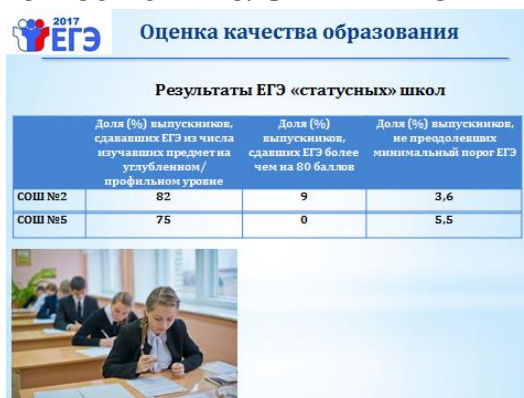 2017
ЕГЭ
Оценка качества образования
Результаты ЕГЭ «статусных» школ
Доля (%) выпускников,
сдававших ЕГЭ из числа
изучавших предмет на
углубленном/
профильном уровне
Доля (%)
выпускников,
сдавших ЕГЭ более
чем на 80 баллов
Доля (%) выпускников,
не преодолевших
минимальный порог ЕГЭ
СОШ №2 82 9 3,6
СОШ №5 75 0 5,5